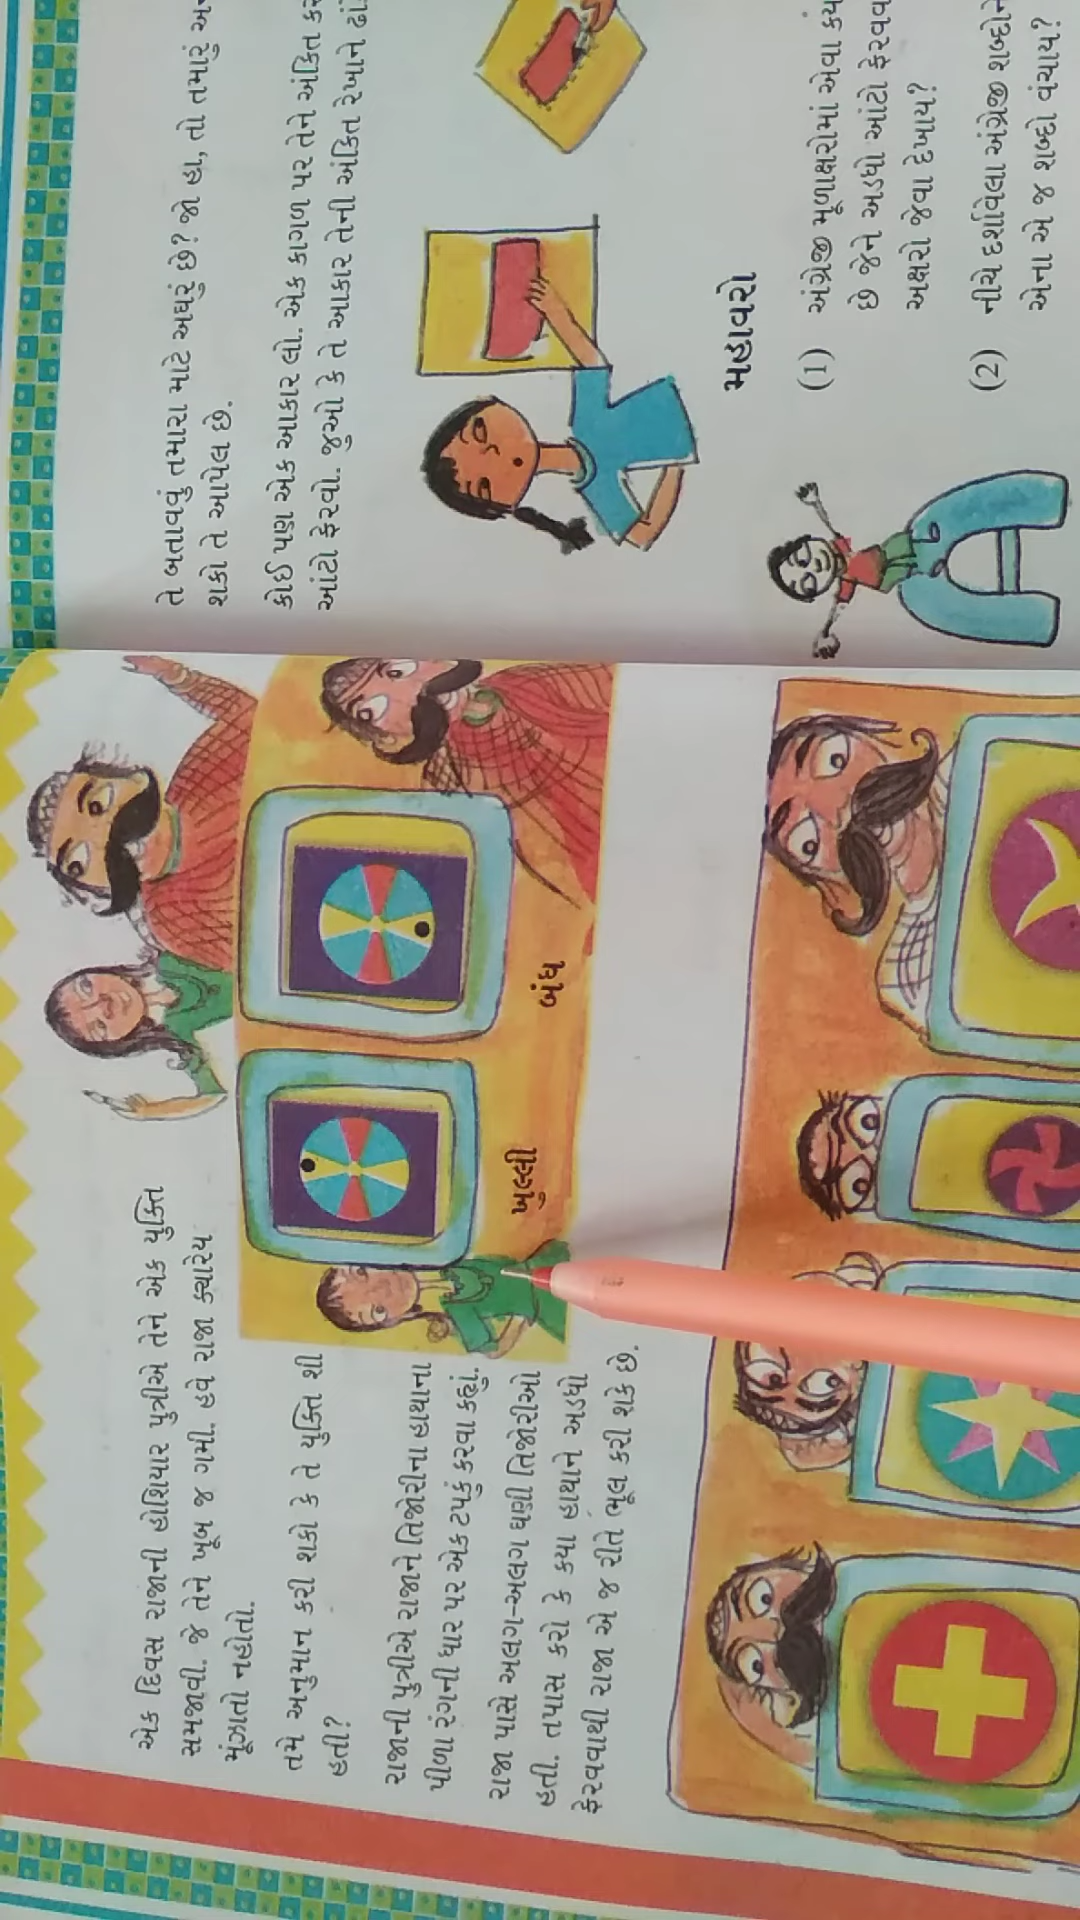 એક દિવસ રાજાની હોશિયાર પુત્રીએ તેને એક યુક્તિ
સમજાવી. જે તેને ખૂબ જ ગમી. હવે રાજા ક્યારેય
મૂંઝાતો નહોતો.
તમે અનુમાન કરી શકો કે તે યુક્તિ શી
હતી?
રાજાની પુત્રીએ રાજાને તિજોરીના હાથાના
પીળા રંગની ધાર પર એક ટપકું કરવા કહ્યું.
રાજા પાસે અલગ-અલગ ઘણી તિજોરીઓ
હતી. તપાસ કરો કે કયા હાથાને અડધો
ફેરવવાથી રાજા એ જ રીતે ભૂલ કરી શકે છે.
ખુલ્લી
બંધ
તે બતાવવું તમારા માટે અઘરું છે? જો હા, તો તમારું
શકો તે આપેલ છે.
કોઈ પણ એક આકાર લો. એક કાગળ પર તેને અંકિત
આંટો ફેરવો. જુઓ કે તે આકાર તેની અંકિત રેખાને
મહાવરો
(1) અંગ્રેજી મૂળાક્ષરોમાં એવા
છે જેને અડધો આંટો
અક્ષરો જેવા દેખાય?
(2) નીચે દર્શાવેલા અંગ્રેજી
એના એ જ શબ્દો વંચાય?